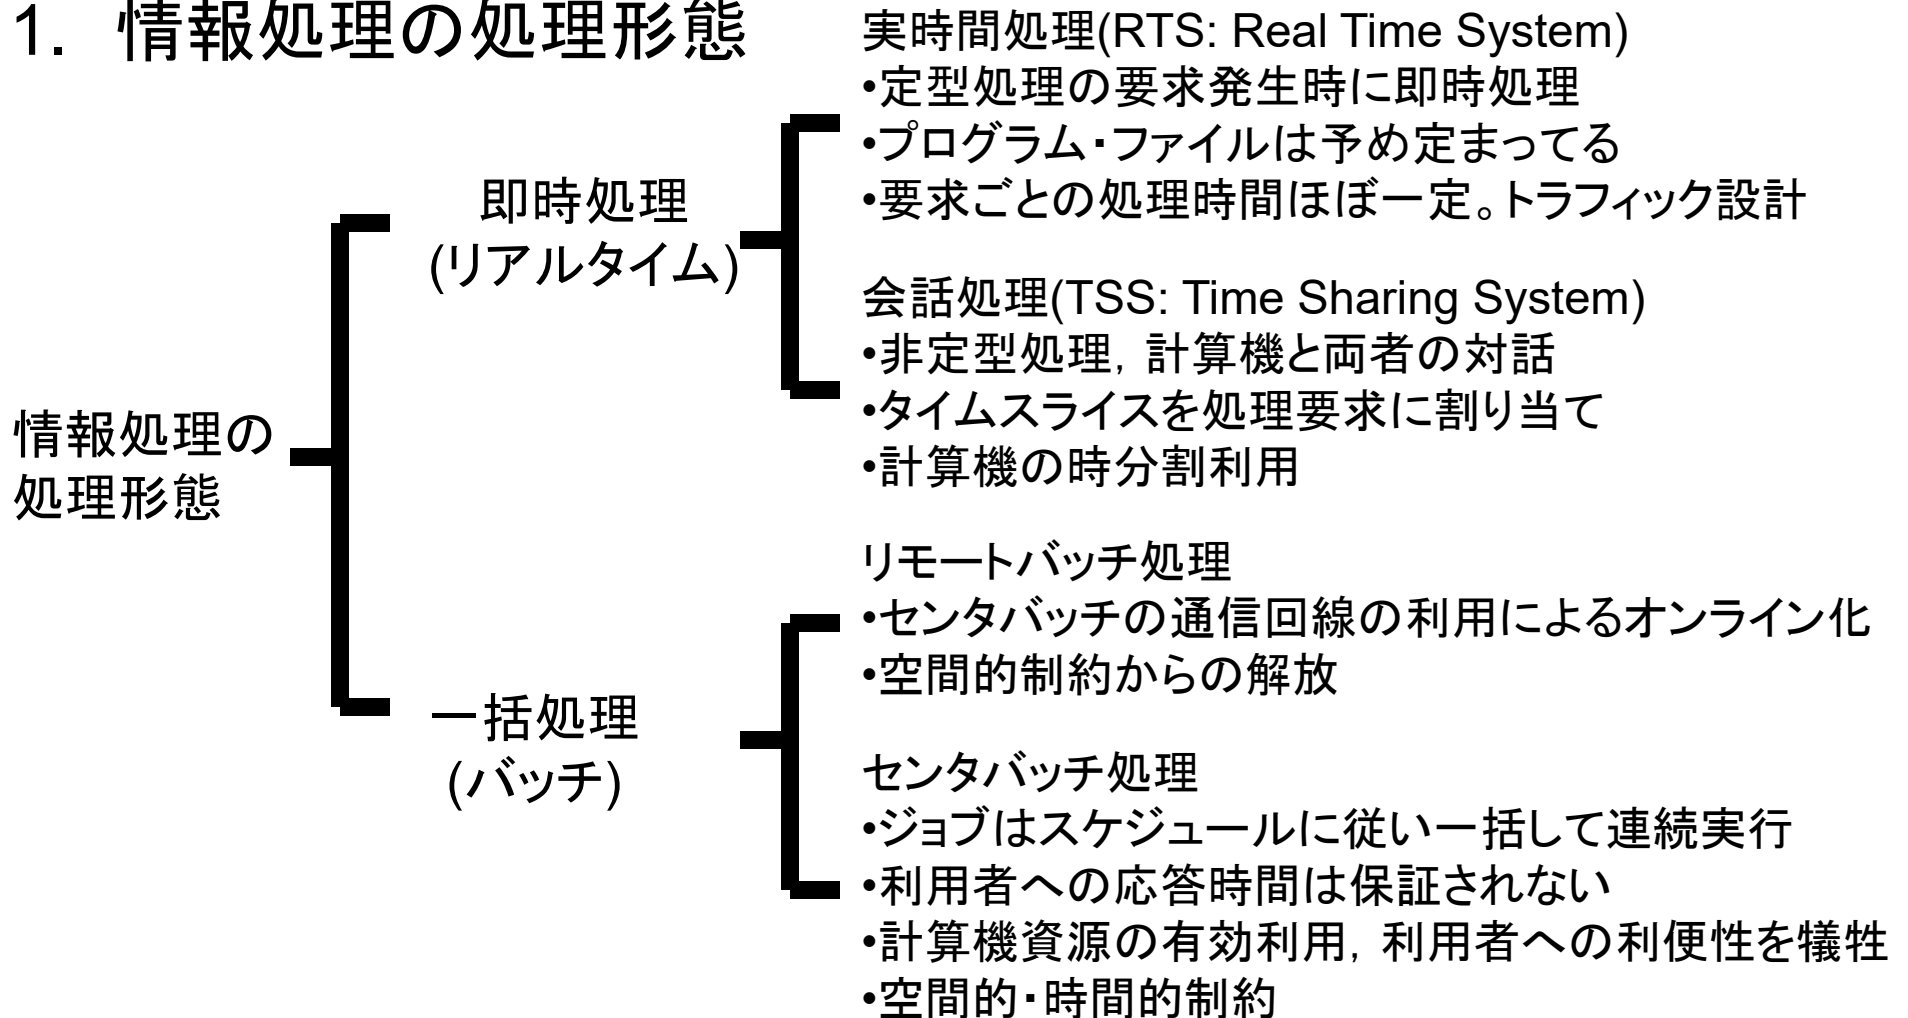 1. 情報処理の処理形態
情報処理の
処理形態
即時処理
(リアルタイム)
実時間処理(RTS: Real Time System)
•定型処理の要求発生時に即時処理
•プログラム・ファイルは予め定まってる
•要求ごとの処理時間ほぼ一定。トラフィック設計
会話処理(TSS: Time Sharing System)
•非定型処理, 計算機と両者の対話
•タイムスライスを処理要求に割り当て
•計算機の時分割利用
一括処理
(バッチ)
リモートバッチ処理
•センタバッチの通信回線の利用によるオンライン化
•空間的制約からの解放
センタバッチ処理
•ジョブはスケジュールに従い一括して連続実行
•利用者への応答時間は保証されない
•計算機資源の有効利用, 利用者への利便性を犠牲
•空間的・時間的制約